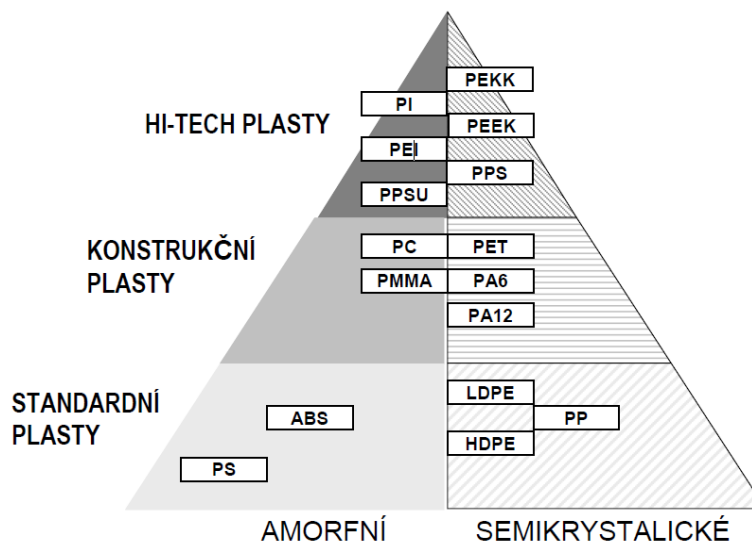 PEKK
PI
HI-TECH PLASTY
PEEK
PEI
PPS
PPSU
KONSTRUKČNÍ
PLASTY
PC
PET
PMMA
PA6
PA12
STANDARDNÍ
PLASTY
LDPE
ABS
PP
HDPE
PS
AMORFNÍ
SEMIKRYSTALICKÉ